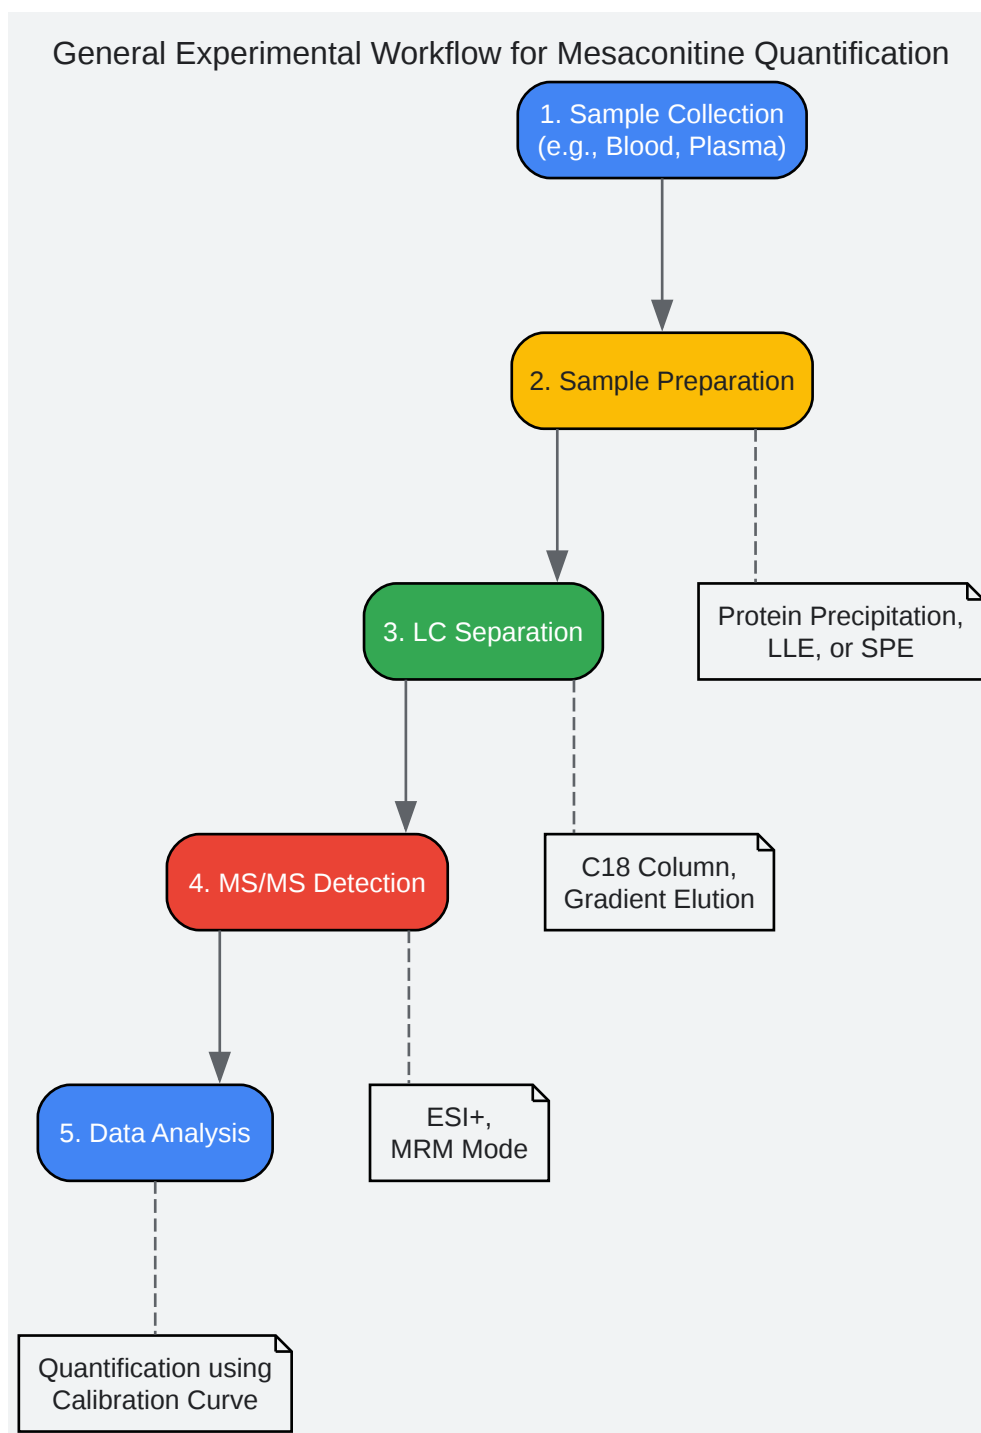 General Experimental Workflow for Mesaconitine Quantification
1. Sample Collection
(e.g., Blood, Plasma)
2. Sample Preparation
3. LC Separation
Protein Precipitation,
LLE, or SPE
4. MS/MS Detection
C18 Column,
Gradient Elution
5. Data Analysis
ESI+,
MRM Mode
Quantification using
Calibration Curve